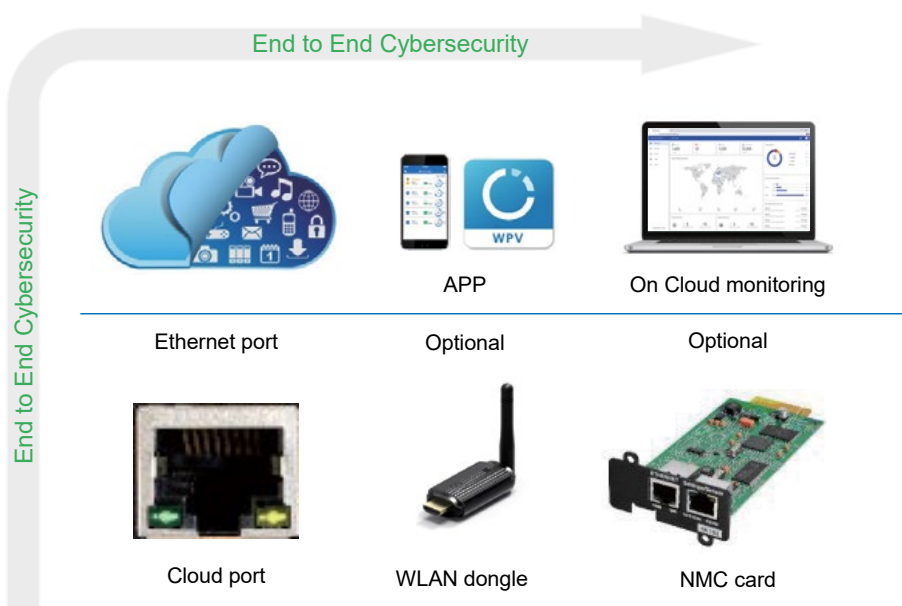 End to End Cybersecurity
End to End Cybersecurity
WPV
APP
On Cloud monitoring
Ethernet port
Optional
Optional
Cloud port
WLAN dongle
NMC card